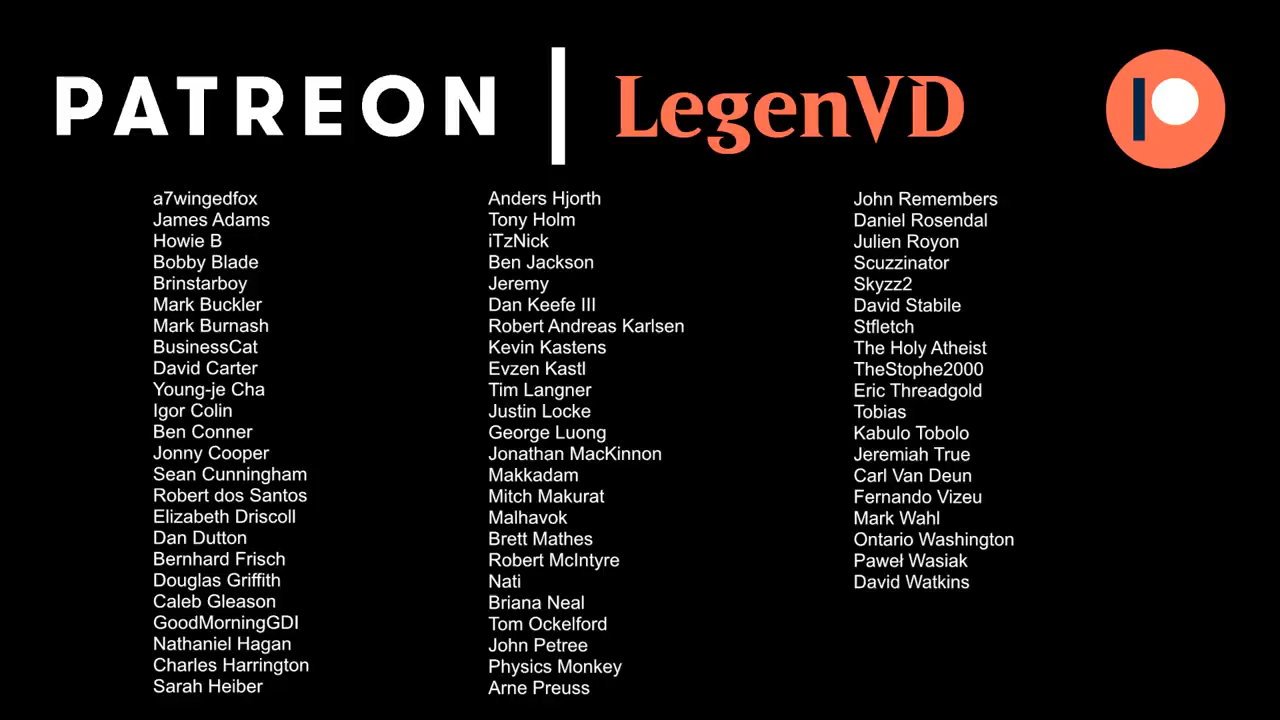 PATREON | LegenVD
a7wingedfox
James Adams
Howie B
Bobby Blade
Brinstarboy
Mark Buckler
Mark Burnash
BusinessCat
David Carter
Young-je Cha
Igor Colin
Ben Conner
Jonny Cooper
Sean Cunningham
Robert dos Santos
Elizabeth Driscoll
Dan Dutton
Bernhard Frisch
Douglas Griffith
Caleb Gleason
GoodMorningGDI
Nathaniel Hagan
Charles Harrington
Sarah Heiber
Anders Hjorth
Tony Holm
iTzNick
Ben Jackson
Jeremy
Dan Keefe III
Robert Andreas Karlsen
Kevin Kastens
Evzen Kastl
Tim Langner
Justin Locke
George Luong
Jonathan MacKinnon
Makkadam
Mitch Makurat
Malhavok
Brett Mathes
Robert McIntyre
Nati
Briana Neal
Tom Ockelford
John Petree
Physics Monkey
Arne Preuss
John Remembers
Daniel Rosendal
Julien Royon
Scuzzinator
Skyzz2
David Stabile
Stfletch
The Holy Atheist
TheStophe2000
Eric Threadgold
Tobias
Kabulo Tobolo
Jeremiah True
Carl Van Deun
Fernando Vizeu
Mark Wahl
Ontario Washington
Paweł Wasiak
David Watkins